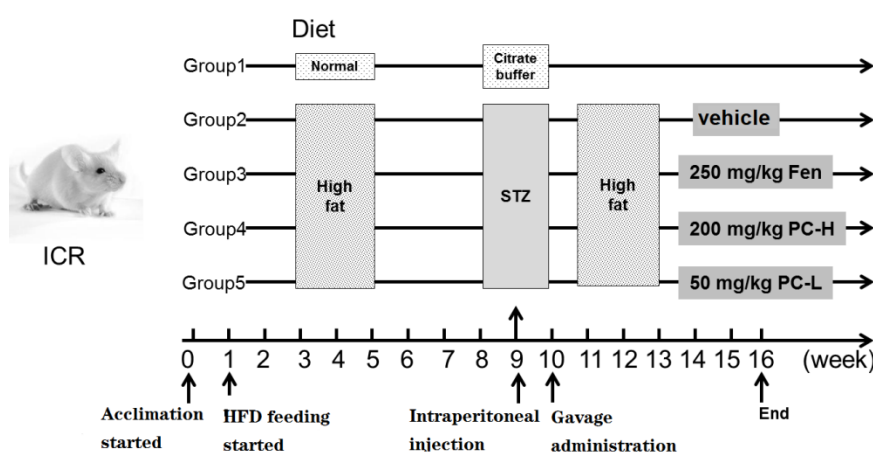 Diet
Group1
Normal
Citrate
buffer
Group2
vehicle
Group3
250 mg/kg Fen
High
fat
STZ
High
fat
Group4
200 mg/kg PC-H
ICR
Group5
50 mg/kg PC-L
0 1 2 3 4 5 6 7 8 9 10 11 12 13 14 15 16 (week)
Acclimation
started
HFD feeding
started
Intraperitoneal
injection
Gavage
administration
End